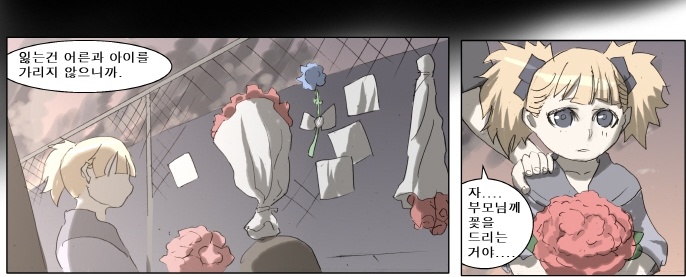 잃는건 어른과 아이를
가리지 않으니까.
자....
부모님께
꽃을
드리는
거야....